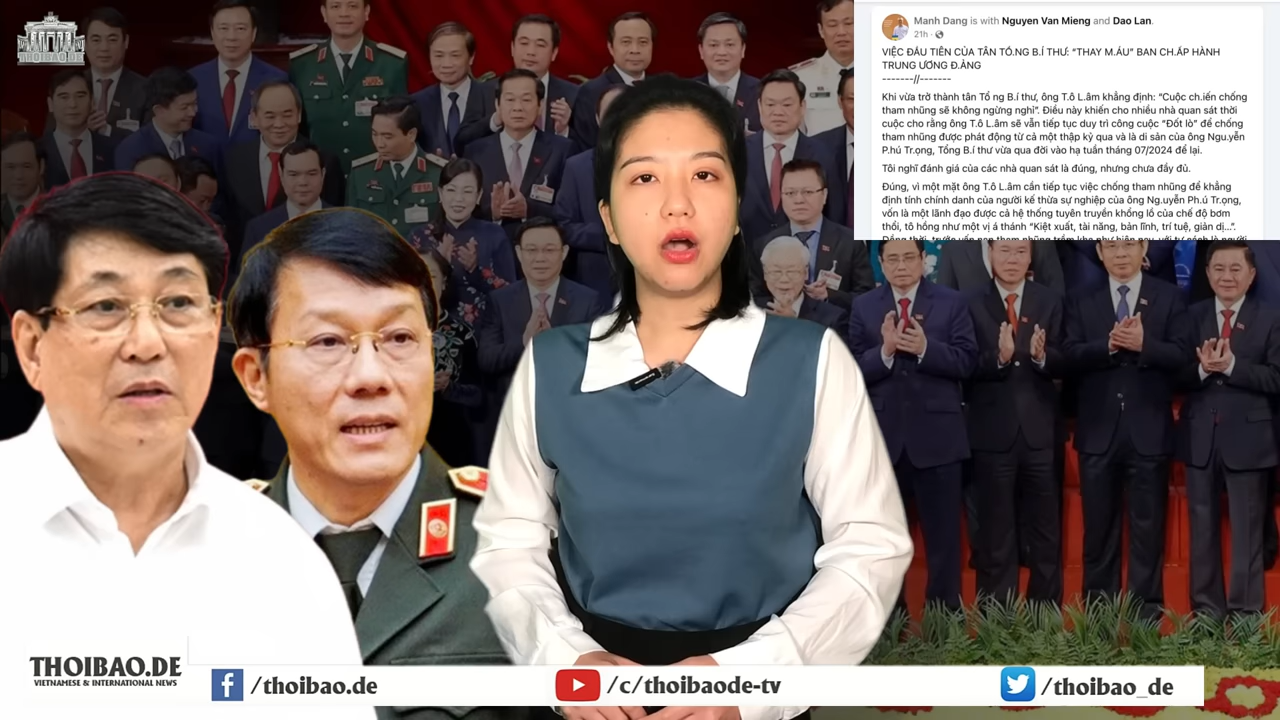 THOIBAO.DE
Manh Dang is with Nguyen Van Mieng and Dao Lan.
21h ·
VIỆC ĐẦU TIÊN CỦA TÂN TỔ.NG B.Í THƯ: “THAY M.ÁU” BAN CH.ÁP HÀNH
TRUNG ƯƠNG Đ.ẢNG
-------//-------
Khi vừa trở thành tân Tổ ng B.í thư, ông T.ô L.âm khẳng định: “Cuộc ch.iến chống
tham nhũng sẽ không ngừng nghỉ”. Điều này khiến cho nhiều nhà quan sát thời
cuộc cho rằng ông T.ô L.âm sẽ vẫn tiếp tục duy trì công cuộc “Đốt lò” để chống
tham nhũng được phát động từ cả một thập kỷ qua và là di sản của ông Ngu.yễn
P.hú Tr.ọng, Tổng B.í thư vừa qua đời vào hạ tuần tháng 07/2024 để lại.
Tôi nghĩ đánh giá của các nhà quan sát là đúng, nhưng chưa đầy đủ.
Đúng, vì một mặt ông T.ô L.âm cần tiếp tục việc chống tham nhũng để khẳng
định tính chính danh của người kế thừa sự nghiệp của ông Ng.uyễn Ph.ú Tr.ọng,
vốn là một lãnh đạo được cả hệ thống tuyên truyền khổng lồ của chế độ bơm
thổi, tô hồng như một vị á thánh “Kiệt xuất, tài năng, bản lĩnh, trí tuệ, giản dị...”.
THOIBAO.DE
VIETNAMESE & INTERNATIONAL NEWS
/thoibao.de
/c/thoibaode-tv
/thoibao_de